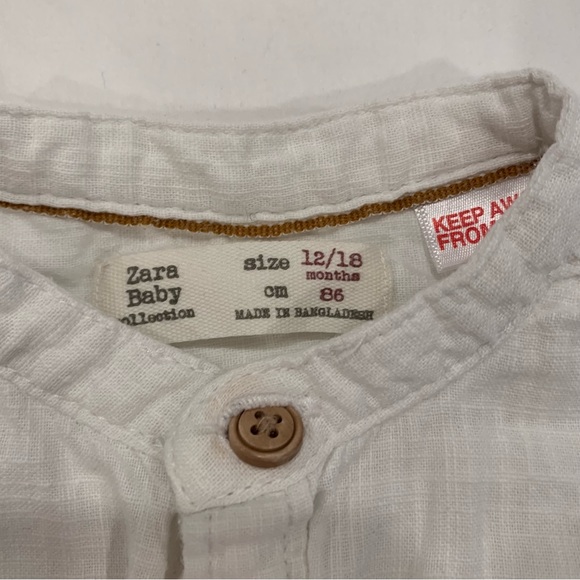 Zara
Baby
collection
size 12/18
months
cm 86
MADE IN BANGLADESH
KEEP
FROM